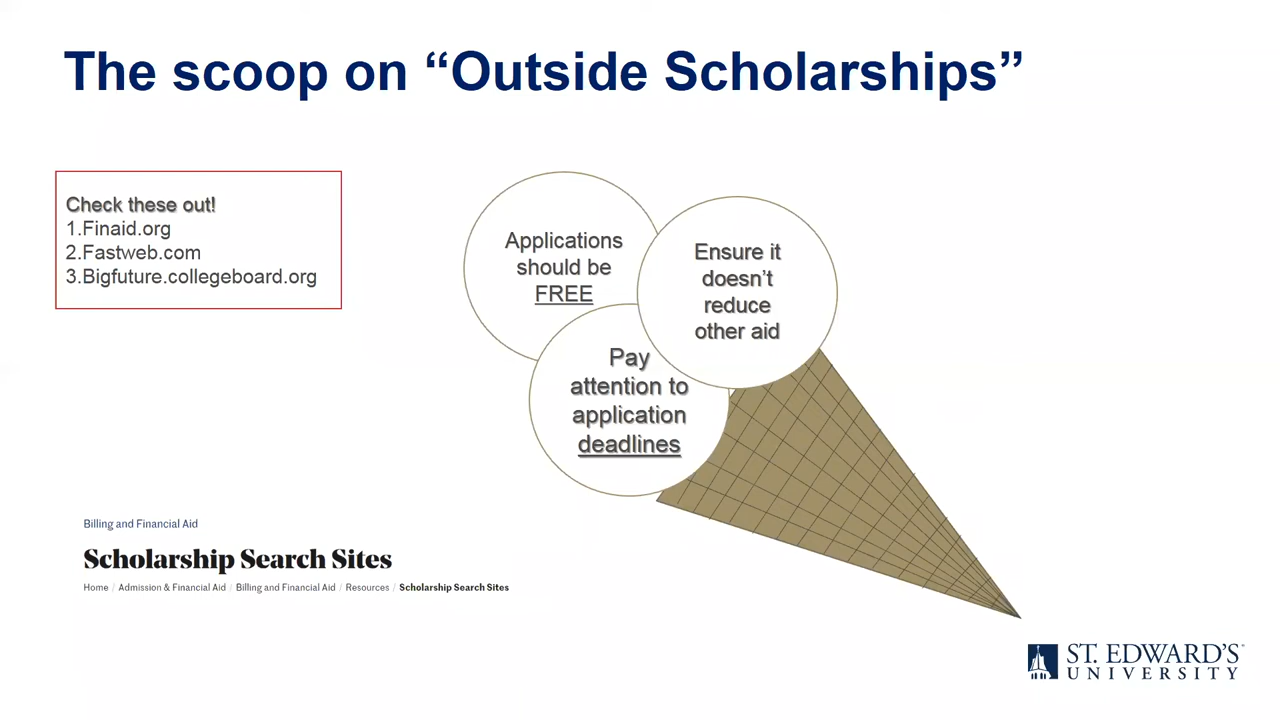 The scoop on “Outside Scholarships”
Check these out!
1.Finaid.org
2.Fastweb.com
3.Bigfuture.collegeboard.org
Applications
should be
FREE
Ensure it
doesn’t
reduce
other aid
Pay
attention to
application
deadlines
Billing and Financial Aid
Scholarship Search Sites
Home / Admission & Financial Aid / Billing and Financial Aid / Resources / Scholarship Search Sites
ST. EDWARD’S
UNIVERSITY